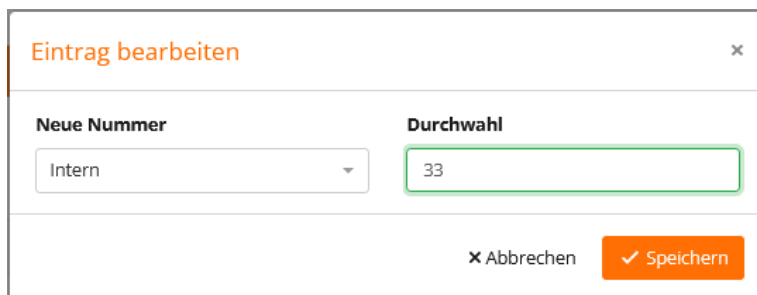 Eintrag bearbeiten ×
Neue Nummer Durchwahl
Intern 33
× Abbrechen ✓ Speichern